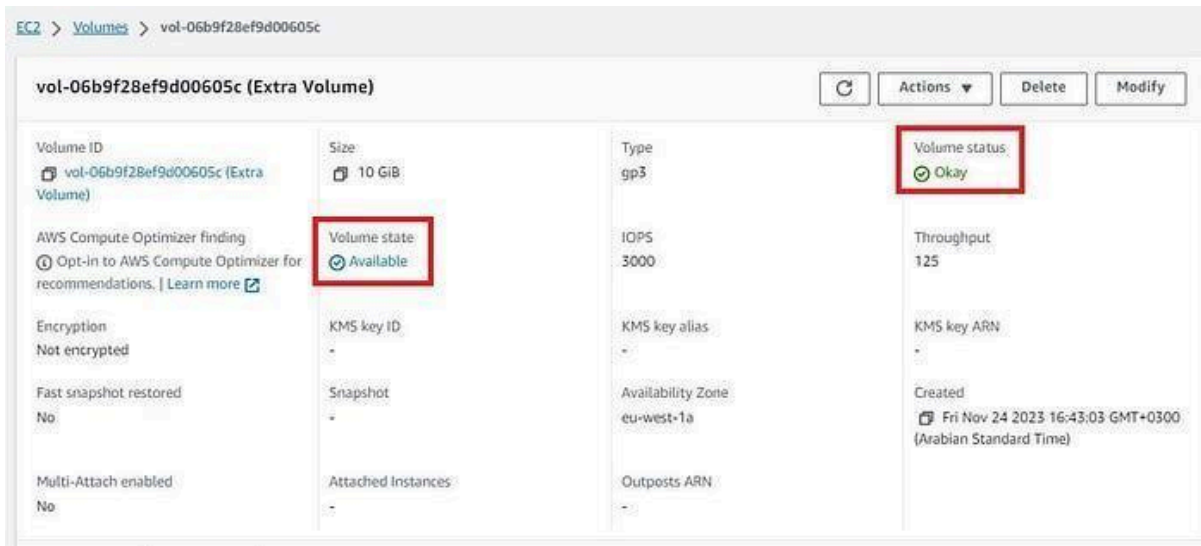 EC2 > Volumes > vol-06b9f28ef9d00605c
vol-06b9f28ef9d00605c (Extra Volume)
Actions
Delete
Modify
Volume ID
vol-06b9f28ef9d00605c (Extra
Volume)
Size
10 GiB
Type
gp3
Volume status
Okay
AWS Compute Optimizer finding
Opt-in to AWS Compute Optimizer for
recommendations. | Learn more
Volume state
Available
IOPS
3000
Throughput
125
Encryption
Not encrypted
KMS key ID
-
KMS key alias
-
KMS key ARN
-
Fast snapshot restored
No
Snapshot
-
Availability Zone
eu-west-1a
Created
Fri Nov 24 2023 16:43:03 GMT+0300
(Arabian Standard Time)
Multi-Attach enabled
No
Attached Instances
-
Outposts ARN
-